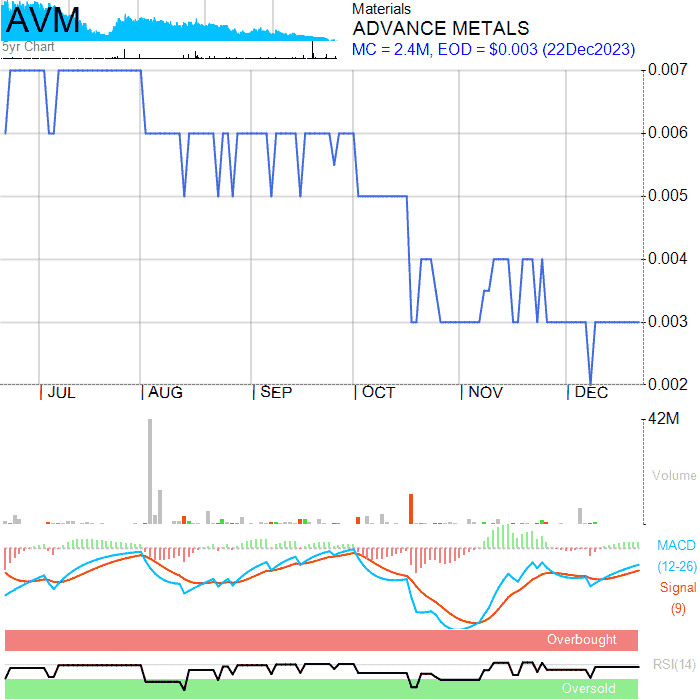 AVM
5yr Chart
Materials
ADVANCE METALS
MC = 2.4M, EOD = $0.003 (22Dec2023)
0.007
0.006
0.005
0.004
0.003
0.002
JUL AUG SEP OCT NOV DEC
42M
Volume
MACD
(12-26)
Signal
(9)
Overbought
RSI(14)
Oversold